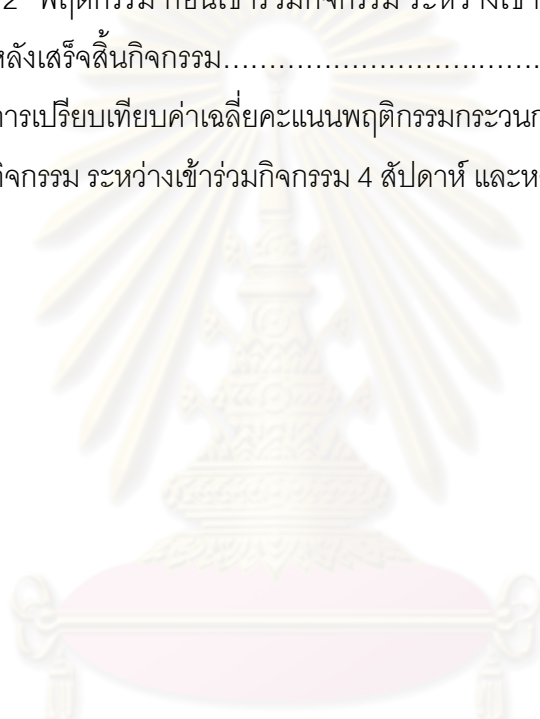 2 พฤติกรรม ก่อนเข้าร่วมกิจกรรม ระหว่างเข้า
หลังเสร็จสิ้นกิจกรรม……………………….……
การเปรียบเทียบค่าเฉลี่ยคะแนนพฤติกรรมกระบวนก
กิจกรรม ระหว่างเข้าร่วมกิจกรรม 4 สัปดาห์ และห